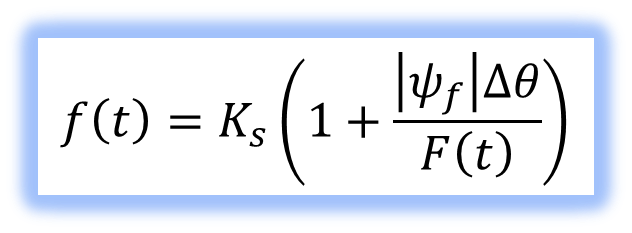 f(t) = K_s (1 + |ψ_f|Δθ / F(t))